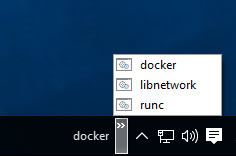 docker
libnetwork
runc
docker »